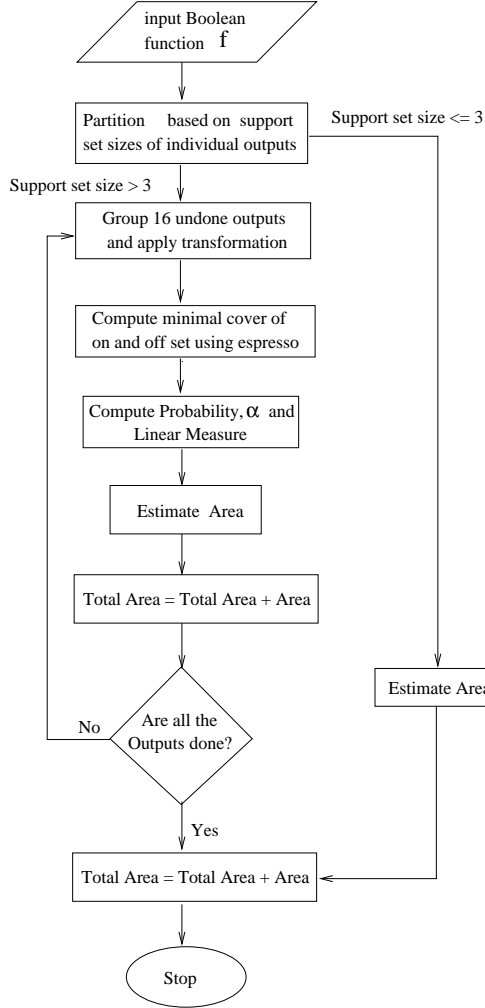 input Boolean
function f
Partition based on support
set sizes of individual outputs
Support set size <= 3
Support set size > 3
Group 16 undone outputs
and apply transformation
Compute minimal cover of
on and off set using espresso
Compute Probability, α and
Linear Measure
Estimate Area
Total Area = Total Area + Area
Estimate Area
Are all the
Outputs done?
No
Yes
Total Area = Total Area + Area
Stop